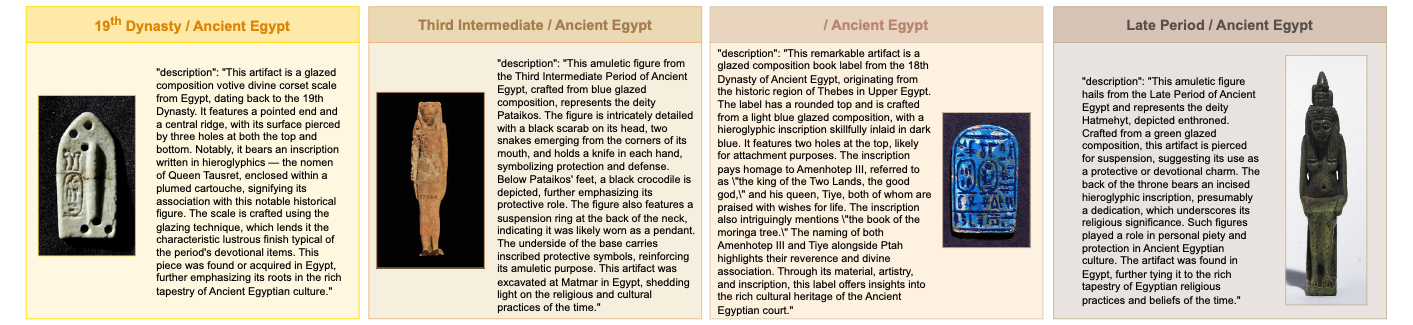 19th Dynasty / Ancient Egypt
"description": "This artifact is a glazed
composition votive divine corset scale
from Egypt, dating back to the 19th
Dynasty. It features a pointed end and
a central ridge, with its surface pierced
by three holes at both the top and
bottom. Notably, it bears an inscription
written in hieroglyphics — the nomen
of Queen Tausret, enclosed within a
plumed cartouche, signifying its
association with this notable historical
figure. The scale is crafted using the
glazing technique, which lends it the
characteristic lustrous finish typical of
the period's devotional items. This
piece was found or acquired in Egypt,
further emphasizing its roots in the rich
tapestry of Ancient Egyptian culture."
Third Intermediate / Ancient Egypt
"description": "This amuletic figure from
the Third Intermediate Period of Ancient
Egypt, crafted from blue glazed
composition, represents the deity
Pataikos. The figure is intricately detailed
with a black scarab on its head, two
snakes emerging from the corners of its
mouth, and holds a knife in each hand,
symbolizing protection and defense.
Below Pataikos' feet, a black crocodile is
depicted, further emphasizing its
protective role. The figure also features a
suspension ring at the back of the neck,
indicating it was likely worn as a pendant.
The underside of the base carries
inscribed protective symbols, reinforcing
its amuletic purpose. This artifact was
excavated at Matmar in Egypt, shedding
light on the religious and cultural
practices of the time."
/ Ancient Egypt
"description": "This remarkable artifact is a
glazed composition book label from the 18th
Dynasty of Ancient Egypt, originating from
the historic region of Thebes in Upper Egypt.
The label has a rounded top and is crafted
from a light blue glazed composition, with a
hieroglyphic inscription skillfully inlaid in dark
blue. It features two holes at the top, likely
for attachment purposes. The inscription
pays homage to Amenhotep III, referred to
as \"the king of the Two Lands, the good
god,\" and his queen, Tiye, both of whom are
praised with wishes for life. The inscription
also intriguingly mentions \"the book of the
moringa tree.\" The naming of both
Amenhotep III and Tiye alongside Ptah
highlights their reverence and divine
association. Through its material, artistry,
and inscription, this label offers insights into
the rich cultural heritage of the Ancient
Egyptian court."
Late Period / Ancient Egypt
"description": "This amuletic figure
hails from the Late Period of Ancient
Egypt and represents the deity
Hatmehyt, depicted enthroned.
Crafted from a green glazed
composition, this artifact is pierced
for suspension, suggesting its use as
a protective or devotional charm. The
back of the throne bears an incised
hieroglyphic inscription, presumably
a dedication, which underscores its
religious significance. Such figures
played a role in personal piety and
protection in Ancient Egyptian
culture. The artifact was found in
Egypt, further tying it to the rich
tapestry of Egyptian religious
practices and beliefs of the time."